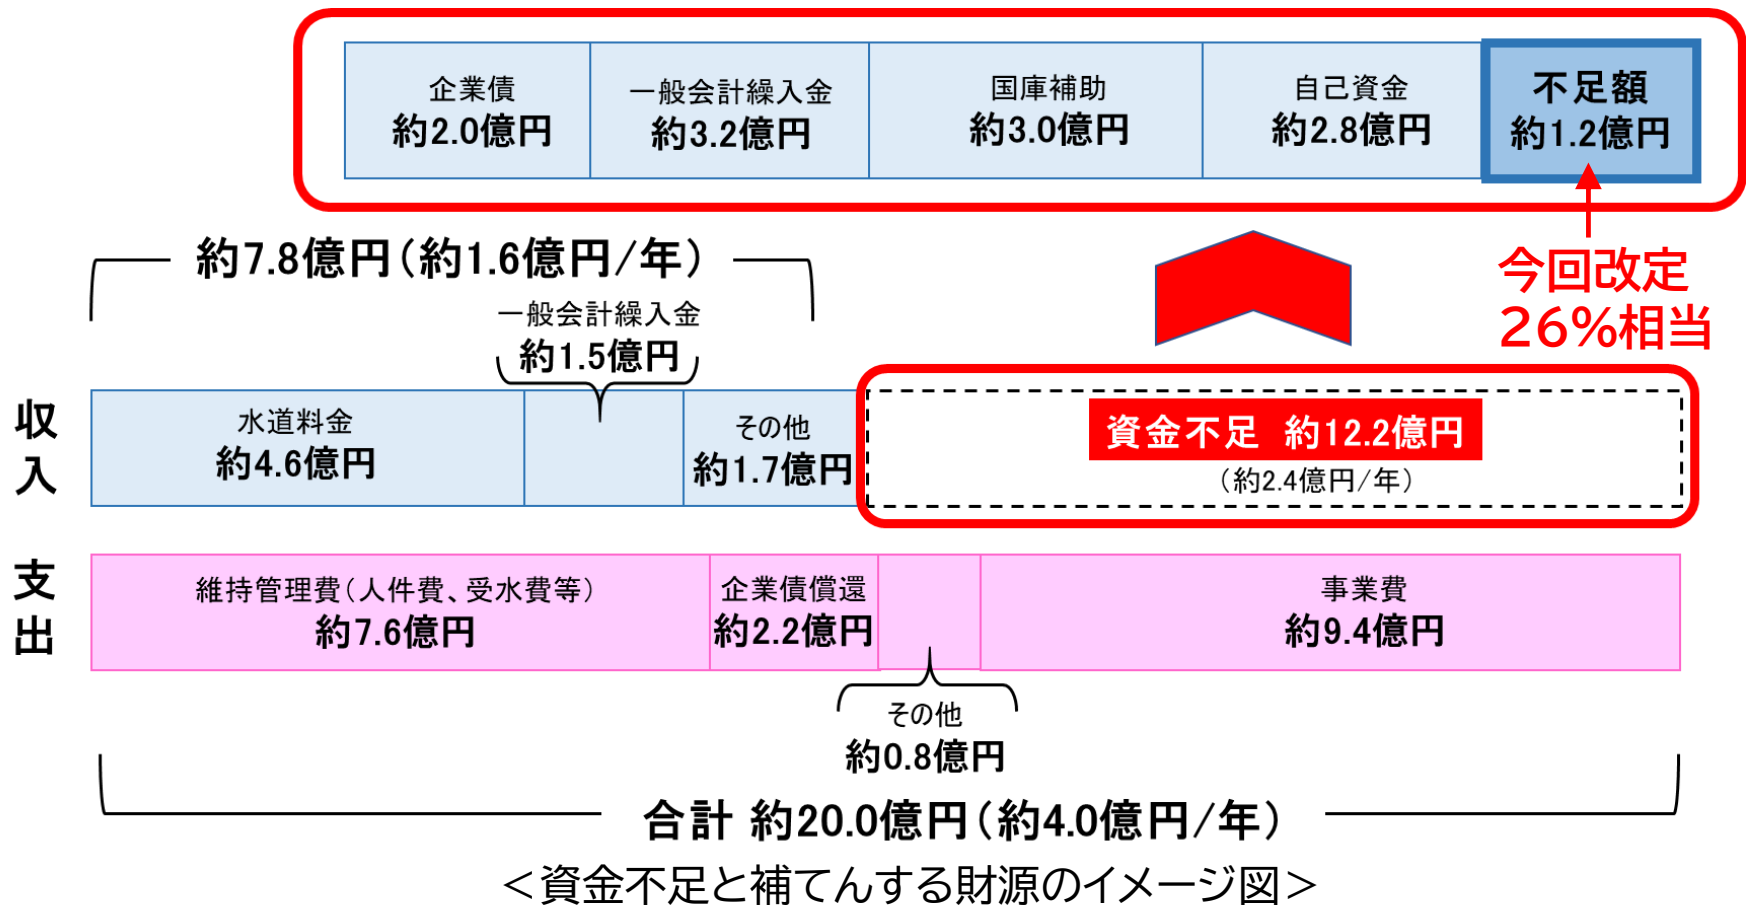 企業債
約2.0億円
一般会計繰入金
約3.2億円
国庫補助
約3.0億円
自己資金
約2.8億円
不足額
約1.2億円
今回改定
26%相当
約7.8億円（約1.6億円/年）
一般会計繰入金
約1.5億円
収入
水道料金
約4.6億円
その他
約1.7億円
資金不足 約12.2億円
（約2.4億円/年）
支出
維持管理費（人件費、受水費等）
約7.6億円
企業債償還
約2.2億円
事業費
約9.4億円
その他
約0.8億円
合計 約20.0億円（約4.0億円/年）
＜資金不足と補てんする財源のイメージ図＞